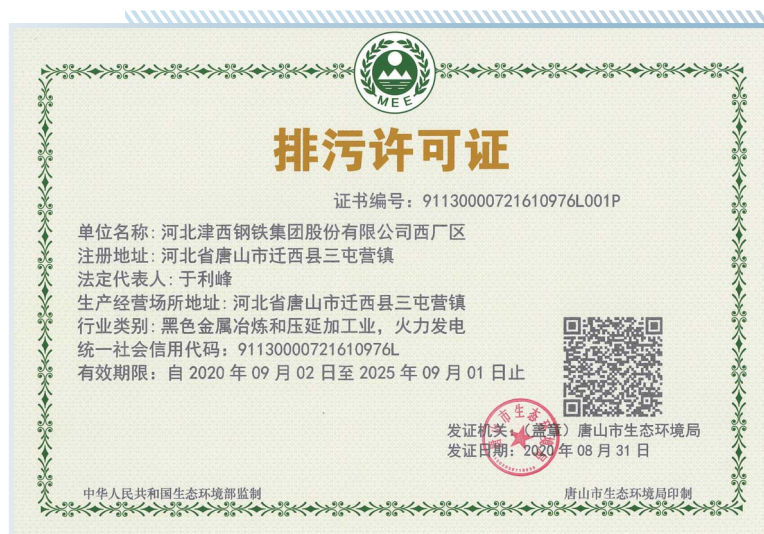 MEE
排污许可证
证书编号：91130000721610976L001P
单位名称：河北津西钢铁集团股份有限公司西厂区
注册地址：河北省唐山市迁西县三屯营镇
法定代表人：于利峰
生产经营场所地址：河北省唐山市迁西县三屯营镇
行业类别：黑色金属冶炼和压延加工业，火力发电
统一社会信用代码：91130000721610976L
有效期限：自 2020 年 09 月 02 日至 2025 年 09 月 01 日止
发证机关：（盖章）唐山市生态环境局
发证日期：2020 年 08 月 31 日
中华人民共和国生态环境部监制
唐山市生态环境局印制